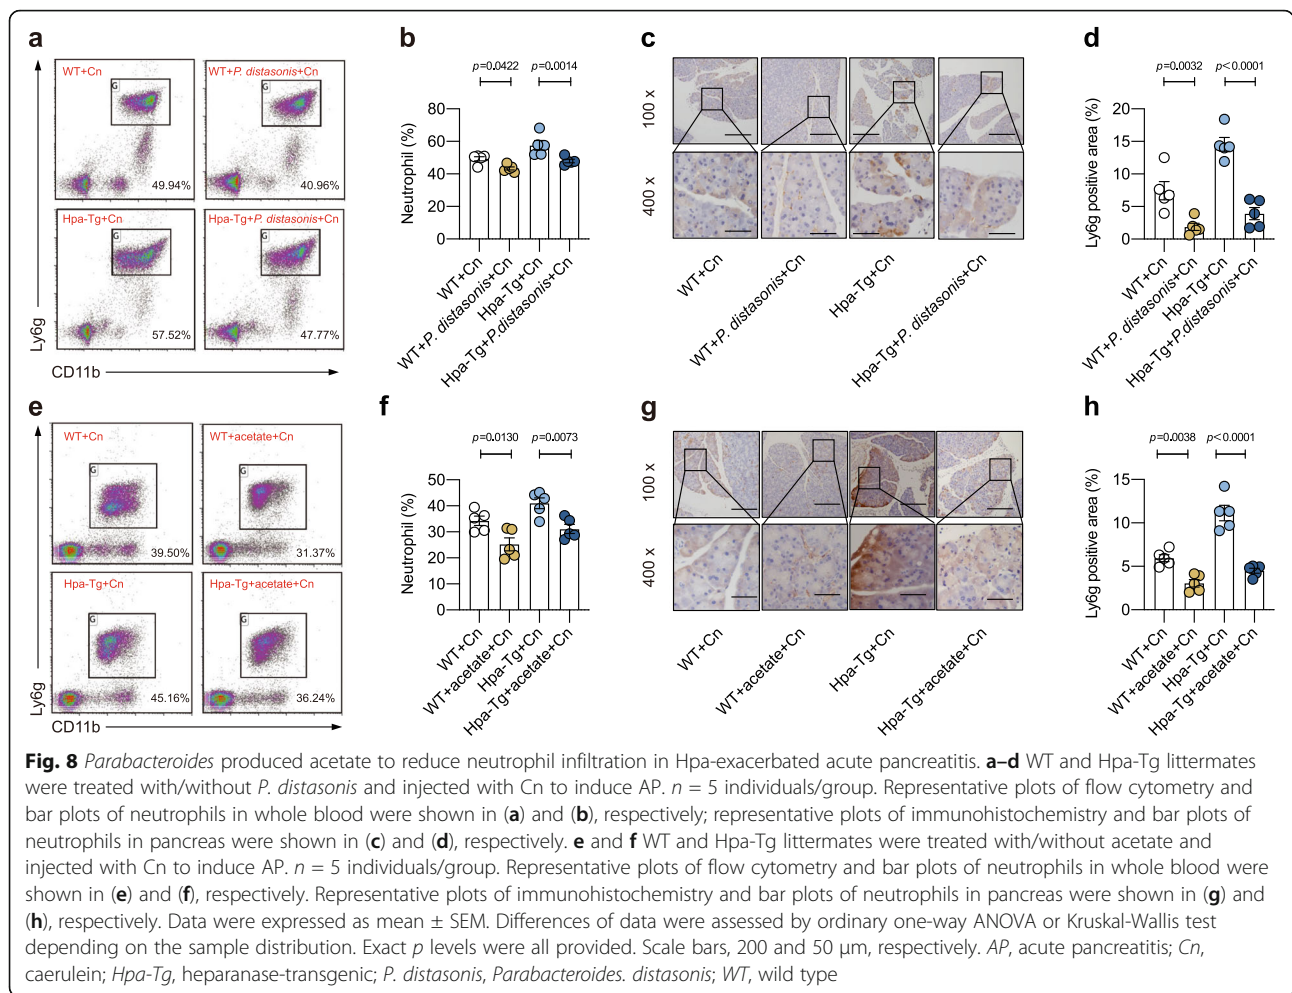 a
WT+Cn
G
49.94%
WT+P. distasonis+Cn
G
40.96%
Hpa-Tg+Cn
G
57.52%
Hpa-Tg+P. distasonis+Cn
G
47.77%
Ly6g
CD11b
b
p=0.0422
p=0.0014
Neutrophil (%)
80
60
40
20
0
WT+Cn
WT+P. distasonis+Cn
Hpa-Tg+Cn
Hpa-Tg+P.distasonis+Cn
c
100 x
400 x
WT+Cn
WT+P. distasonis+Cn
Hpa-Tg+Cn
Hpa-Tg+P. distasonis+Cn
d
p=0.0032
p<0.0001
Ly6g positive area (%)
20
15
10
5
0
WT+Cn
WT+P. distasonis+Cn
Hpa-Tg+Cn
Hpa-Tg+P.distasonis+Cn
e
WT+Cn
G
39.50%
WT+acetate+Cn
G
31.37%
Hpa-Tg+Cn
G
45.16%
Hpa-Tg+acetate+Cn
G
36.24%
Ly6g
CD11b
f
p=0.0130
p=0.0073
Neutrophil (%)
50
40
30
20
10
0
WT+Cn
WT+acetate+Cn
Hpa-Tg+Cn
Hpa-Tg+acetate+Cn
g
100 x
400 x
WT+Cn
WT+acetate+Cn
Hpa-Tg+Cn
Hpa-Tg+acetate+Cn
h
p=0.0038
p<0.0001
Ly6g positive area (%)
15
10
5
0
WT+Cn
WT+acetate+Cn
Hpa-Tg+Cn
Hpa-Tg+acetate+Cn
Fig. 8 Parabacteroides produced acetate to reduce neutrophil infiltration in Hpa-exacerbated acute pancreatitis. a–d WT and Hpa-Tg littermates
were treated with/without P. distasonis and injected with Cn to induce AP. n = 5 individuals/group. Representative plots of flow cytometry and
bar plots of neutrophils in whole blood were shown in (a) and (b), respectively; representative plots of immunohistochemistry and bar plots of
neutrophils in pancreas were shown in (c) and (d), respectively. e and f WT and Hpa-Tg littermates were treated with/without acetate and
injected with Cn to induce AP. n = 5 individuals/group. Representative plots of flow cytometry and bar plots of neutrophils in whole blood were
shown in (e) and (f), respectively. Representative plots of immunohistochemistry and bar plots of neutrophils in pancreas were shown in (g) and
(h), respectively. Data were expressed as mean ± SEM. Differences of data were assessed by ordinary one-way ANOVA or Kruskal-Wallis test
depending on the sample distribution. Exact p levels were all provided. Scale bars, 200 and 50 μm, respectively. AP, acute pancreatitis; Cn,
caerulein; Hpa-Tg, heparanase-transgenic; P. distasonis, Parabacteroides. distasonis; WT, wild type